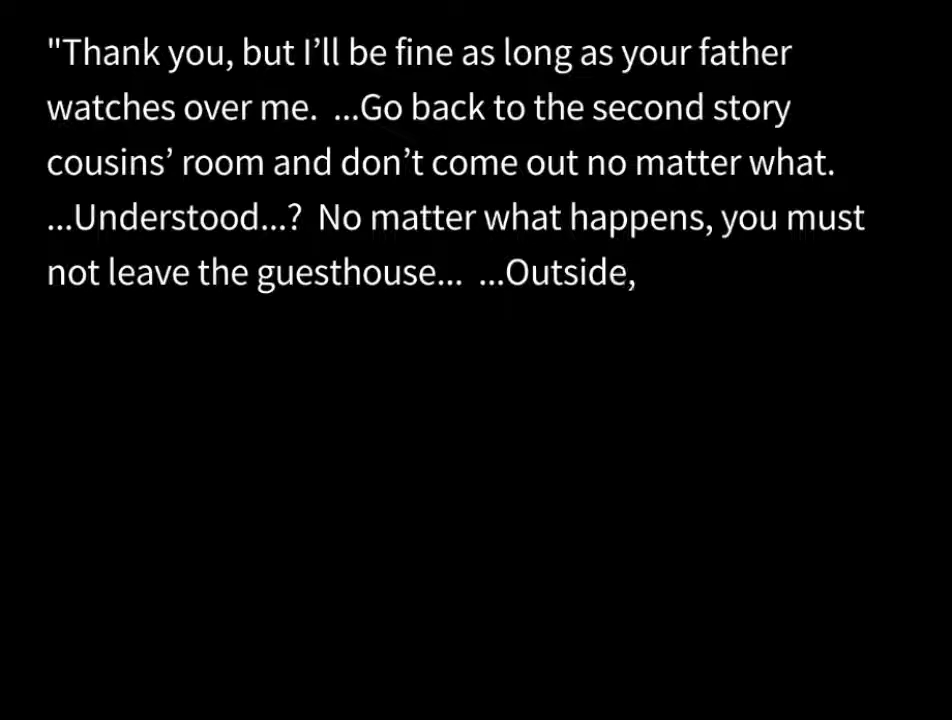 "Thank you, but I’ll be fine as long as your father
watches over me.  ...Go back to the second story
cousins’ room and don’t come out no matter what.
...Understood...?  No matter what happens, you must
not leave the guesthouse...  ...Outside,